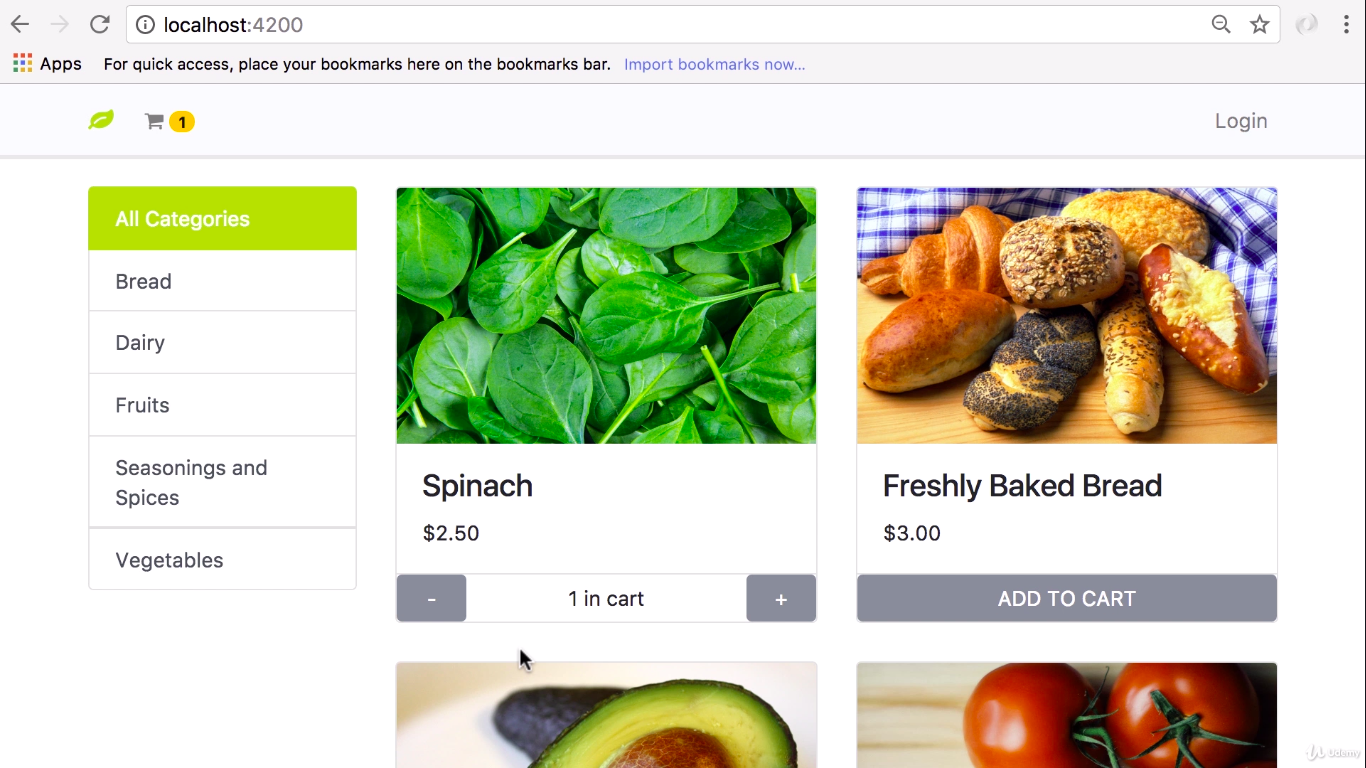 localhost:4200
Apps For quick access, place your bookmarks here on the bookmarks bar. Import bookmarks now...
1 Login
All Categories
Bread
Dairy
Fruits
Seasonings and
Spices
Vegetables
Spinach
$2.50
- 1 in cart +
Freshly Baked Bread
$3.00
ADD TO CART
Udemy